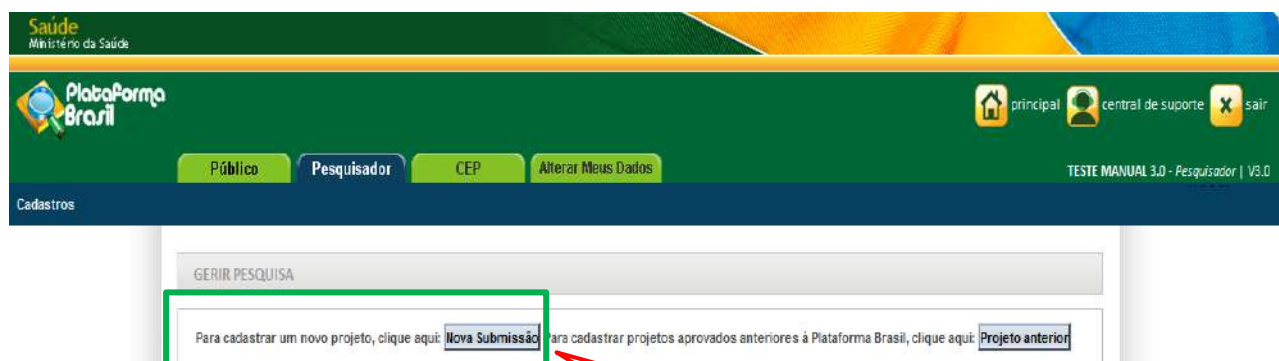 Saúde
Ministério da Saúde
Plataforma
Brasil
principal central de suporte X sair
Público Pesquisador CEP Alterar Meus Dados
TESTE MANUAL 3.0 - Pesquisador | V3.0
Cadastros
GERIR PESQUISA
Para cadastrar um novo projeto, clique aqui: Nova Submissão Para cadastrar projetos aprovados anteriores à Plataforma Brasil, clique aqui: Projeto anterior